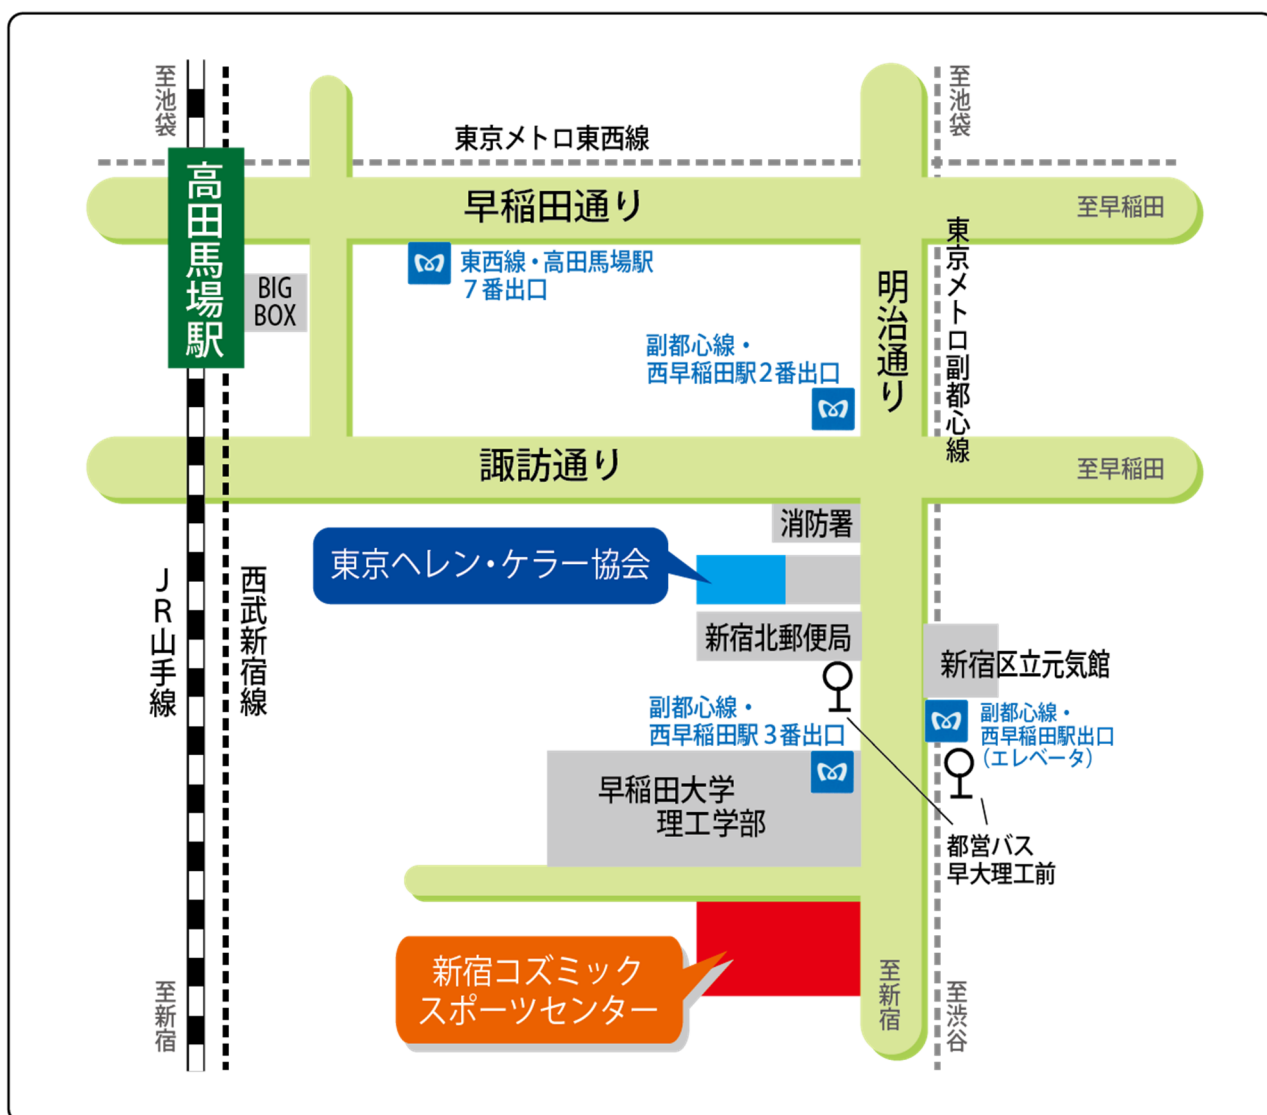 至池袋
至池袋
東京メトロ東西線
高田馬場駅
早稲田通り
至早稲田
東京メトロ副都心線
東西線・高田馬場駅
７番出口
BIG
BOX
明治通り
副都心線・
西早稲田駅２番出口
諏訪通り
至早稲田
消防署
東京ヘレン・ケラー協会
JR山手線
西武新宿線
新宿北郵便局
新宿区立元気館
副都心線・
西早稲田駅３番出口
副都心線・
西早稲田駅出口
（エレベータ）
早稲田大学
理工学部
都営バス
早大理工前
新宿コズミック
スポーツセンター
至新宿
至新宿
至渋谷